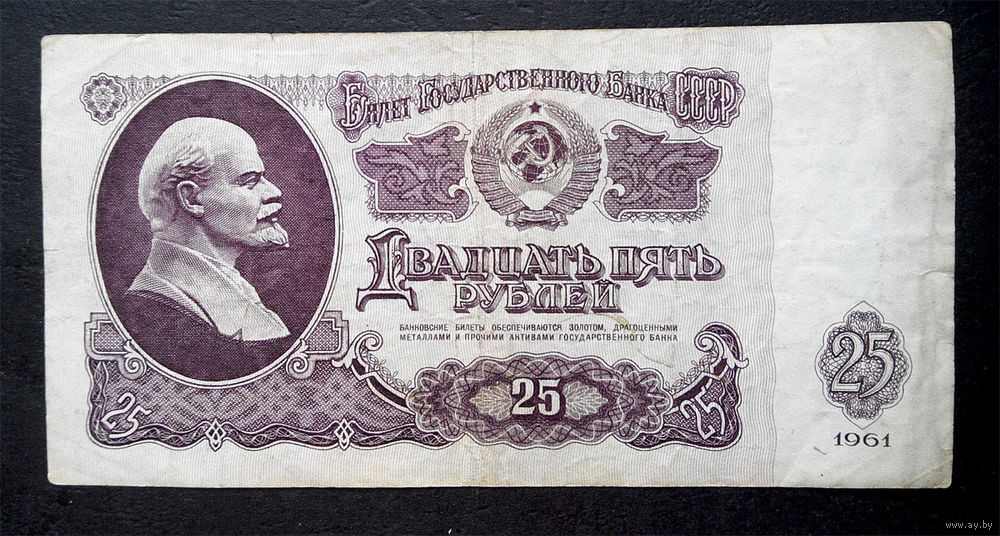 Билет Государственного Банка СССР
Двадцать пять
рублей
БАНКОВСКИЕ БИЛЕТЫ ОБЕСПЕЧИВАЮТСЯ ЗОЛОТОМ, ДРАГОЦЕННЫМИ
МЕТАЛЛАМИ И ПРОЧИМИ АКТИВАМИ ГОСУДАРСТВЕННОГО БАНКА
25
25
25
25
1961
www.ay.by